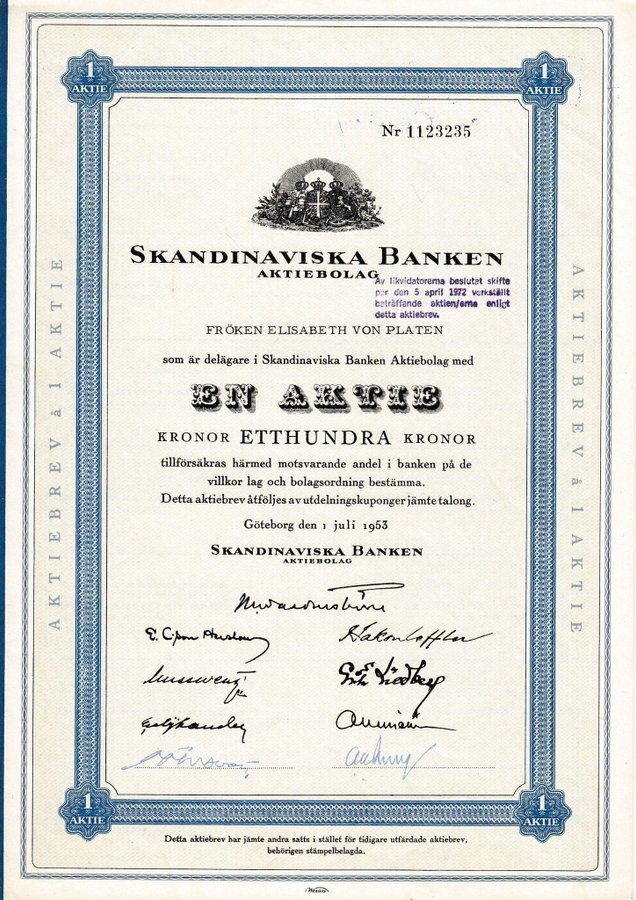 1
AKTIE
1
AKTIE
Nr 1123235
SKANDINAVISKA BANKEN
AKTIEBOLAG
Av likvidatorerna beslutat skifte
per den 5 april 1972 verkställt
beträffande aktien/erna enligt
detta aktiebrev.
FRÖKEN ELISABETH VON PLATEN
som är delägare i Skandinaviska Banken Aktiebolag med
EN AKTIE
KRONOR ETTHUNDRA KRONOR
tillförsäkras härmed motsvarande andel i banken på de
villkor lag och bolagsordning bestämma.
Detta aktiebrev åtföljes av utdelningskuponger jämte talong.
Göteborg den 1 juli 1953
SKANDINAVISKA BANKEN
AKTIEBOLAG
AKTIEBREV à 1 AKTIE
AKTIEBREV à 1 AKTIE
Hakon Leffler
1
AKTIE
1
AKTIE
Detta aktiebrev har jämte andra satts i stället för tidigare utfärdade aktiebrev,
behörigen stämpelbelagda.